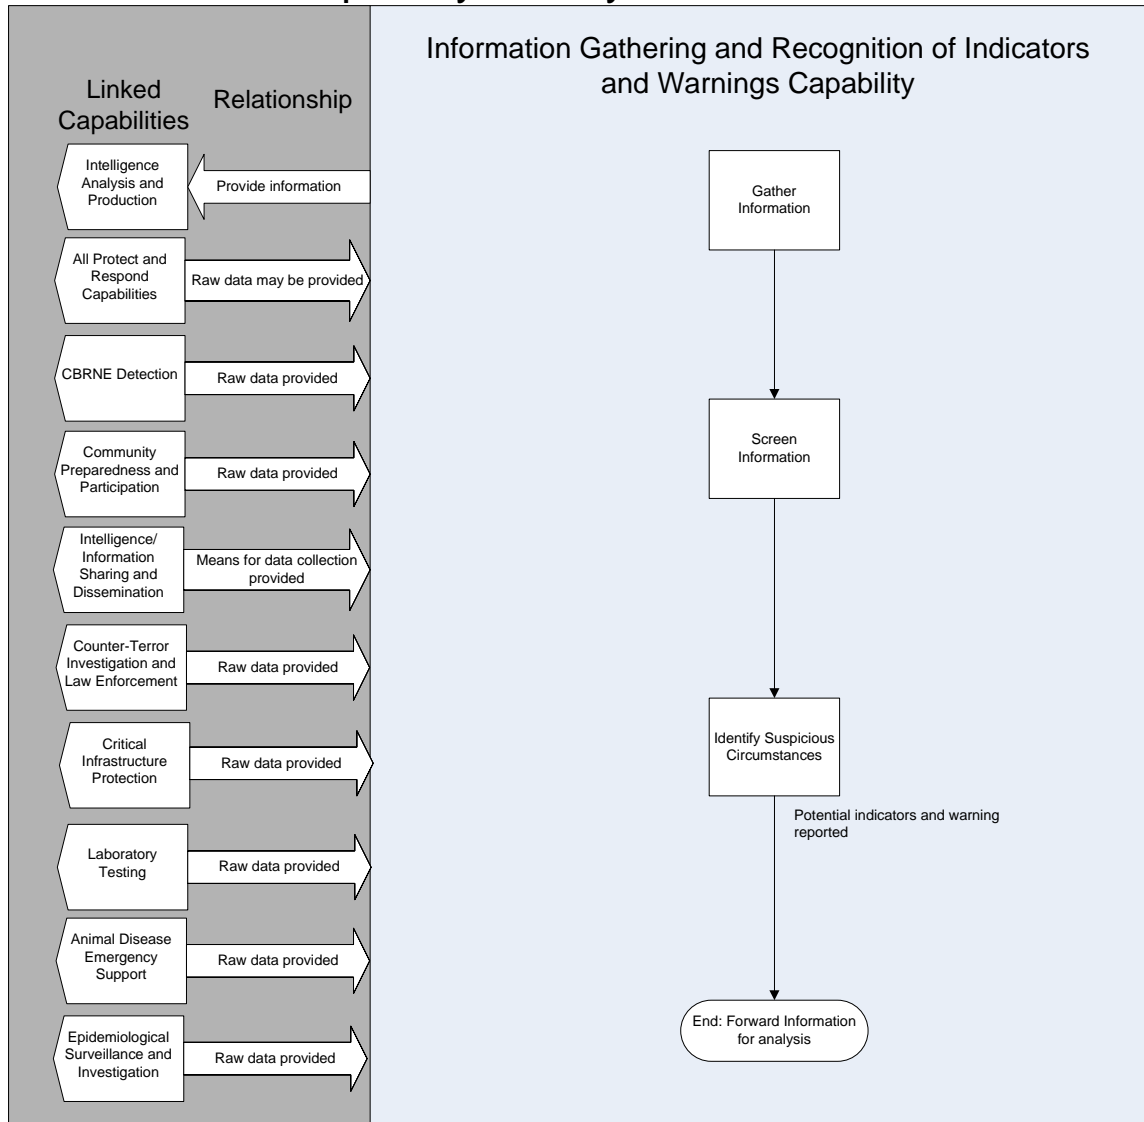 Information Gathering and Recognition of Indicators
and Warnings Capability
Linked
Capabilities
Relationship
Intelligence
Analysis and
Production
Provide information
All Protect and
Respond
Capabilities
Raw data may be provided
CBRNE Detection
Raw data provided
Community
Preparedness and
Participation
Raw data provided
Intelligence/
Information
Sharing and
Dissemination
Means for data collection
provided
Counter-Terror
Investigation and
Law Enforcement
Raw data provided
Critical
Infrastructure
Protection
Raw data provided
Laboratory
Testing
Raw data provided
Animal Disease
Emergency
Support
Raw data provided
Epidemiological
Surveillance and
Investigation
Raw data provided
Gather
Information
Screen
Information
Identify Suspicious
Circumstances
Potential indicators and warning
reported
End: Forward Information
for analysis